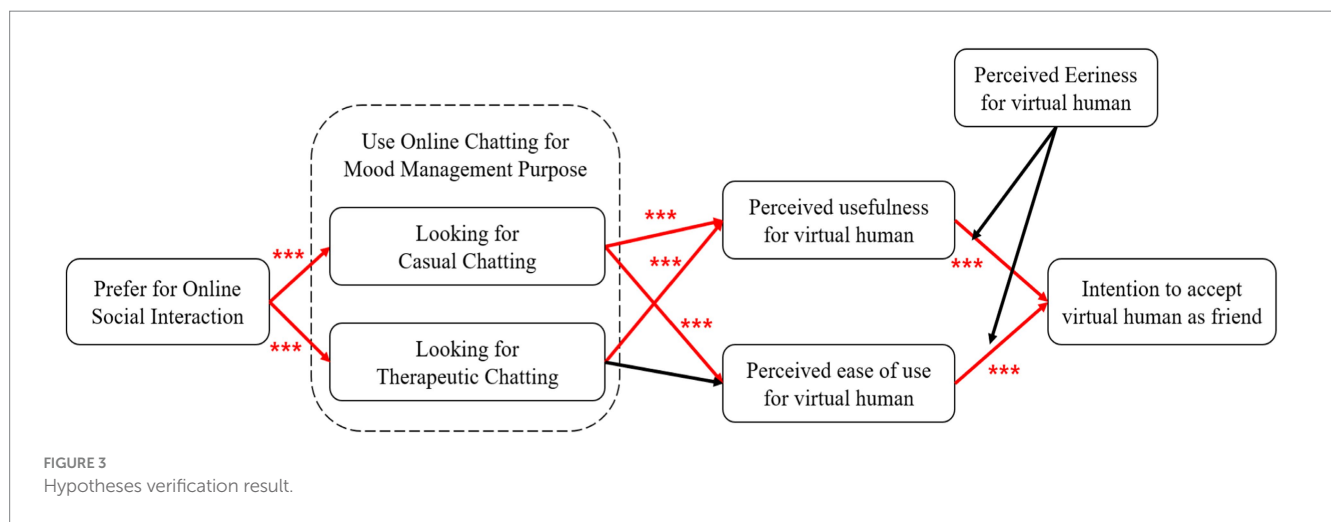 Perceived Eeriness
for virtual human
Use Online Chatting for
Mood Management Purpose
***
Perceived usefulness
for virtual human
Looking for
Casual Chatting
***
***
***
Prefer for Online
Social Interaction
Intention to accept
virtual human as friend
***
***
Looking for
Therapeutic Chatting
Perceived ease of use
for virtual human
***
FIGURE 3
Hypotheses verification result.